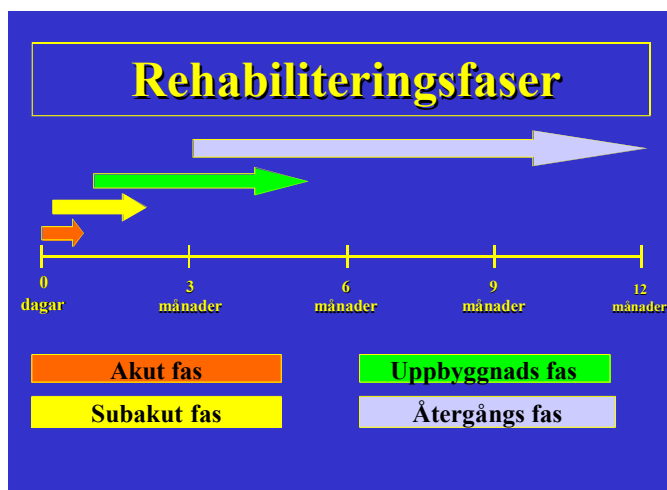 Rehabiliteringsfaser
0
dagar
3
månader
6
månader
9
månader
12
månader
Akut fas
Uppbyggnads fas
Subakut fas
Återgångs fas